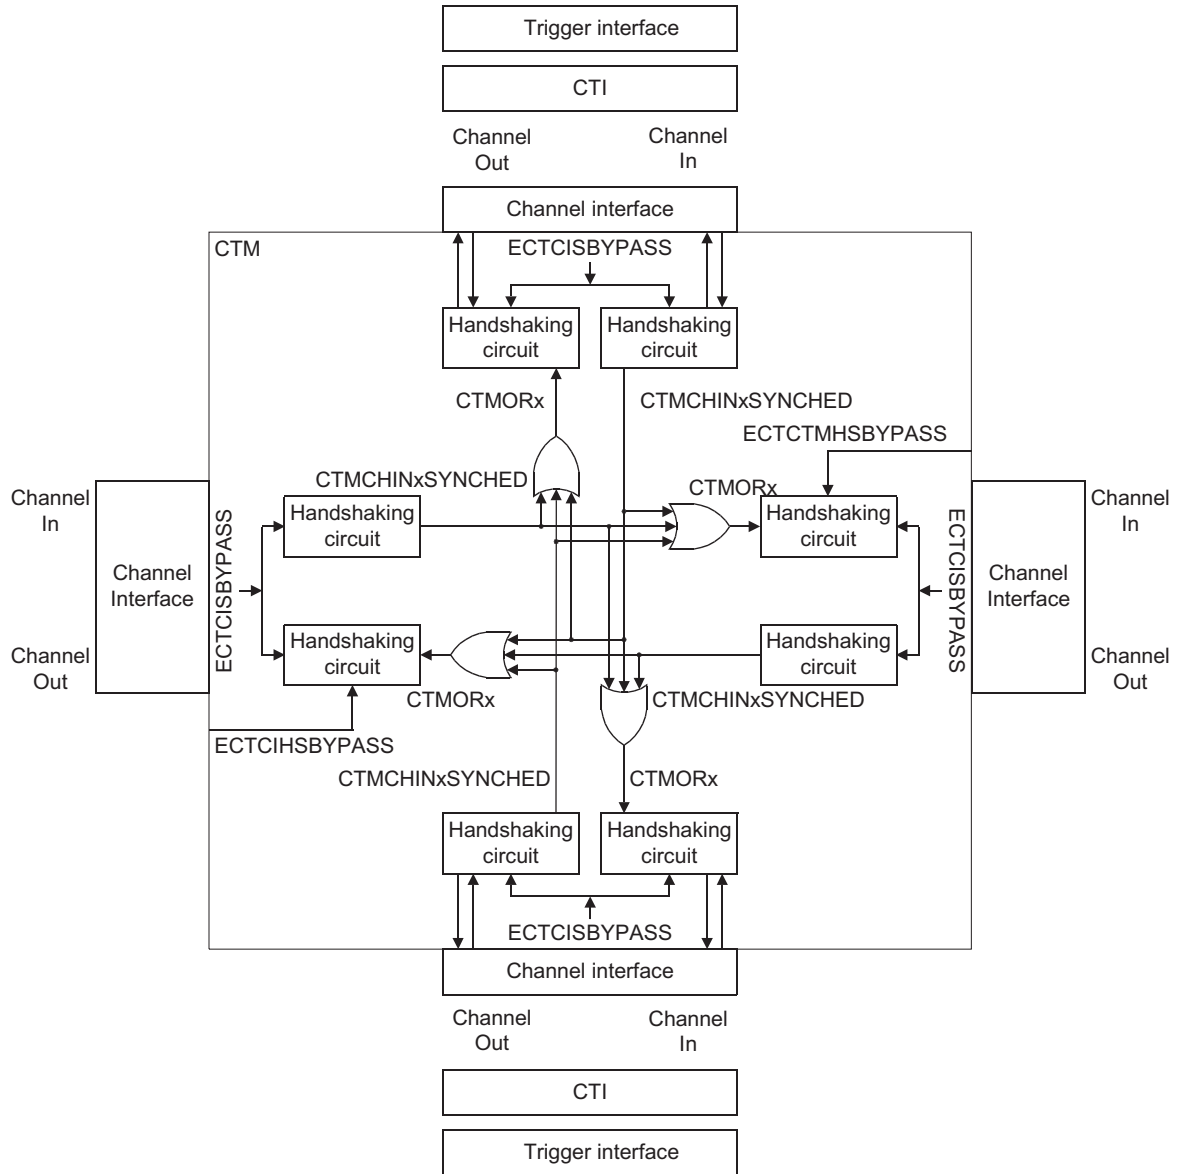 Trigger interface
CTI
Channel
Out
Channel
In
Channel interface
CTM
ECTCISBYPASS
Handshaking
circuit
Handshaking
circuit
CTMORx
CTMCHINxSYNCHED
ECTCTMHSBYPASS
CTMCHINxSYNCHED
CTMORx
Channel
In
Handshaking
circuit
Handshaking
circuit
Channel
In
Channel
Interface
ECTCISBYPASS
ECTCISBYPASS
Channel
Interface
Channel
Out
Handshaking
circuit
Handshaking
circuit
Channel
Out
CTMORx
CTMCHINxSYNCHED
ECTCIHSBYPASS
CTMCHINxSYNCHED
CTMORx
Handshaking
circuit
Handshaking
circuit
ECTCISBYPASS
Channel interface
Channel
Out
Channel
In
CTI
Trigger interface